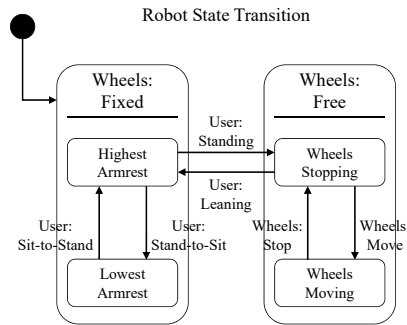 Robot State Transition
Wheels:
Fixed
Wheels:
Free
Highest
Armrest
User:
Standing
User:
Leaning
Wheels
Stopping
User:
Sit-to-Stand
User:
Stand-to-Sit
Wheels:
Stop
Wheels
Move
Lowest
Armrest
Wheels
Moving